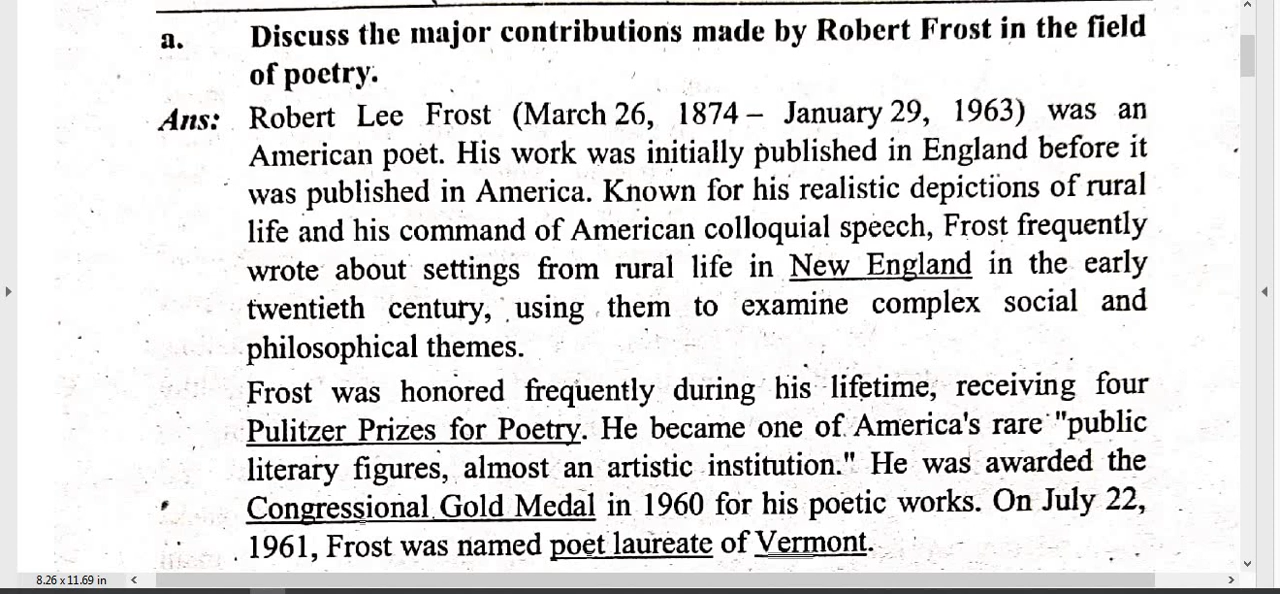 a. Discuss the major contributions made by Robert Frost in the field
of poetry.
Ans: Robert Lee Frost (March 26, 1874 – January 29, 1963) was an
American poet. His work was initially published in England before it
was published in America. Known for his realistic depictions of rural
life and his command of American colloquial speech, Frost frequently
wrote about settings from rural life in New England in the early
twentieth century, using them to examine complex social and
philosophical themes.
Frost was honored frequently during his lifetime, receiving four
Pulitzer Prizes for Poetry. He became one of America's rare "public
literary figures, almost an artistic institution." He was awarded the
Congressional Gold Medal in 1960 for his poetic works. On July 22,
1961, Frost was named poet laureate of Vermont.
8.26 x 11.69 in